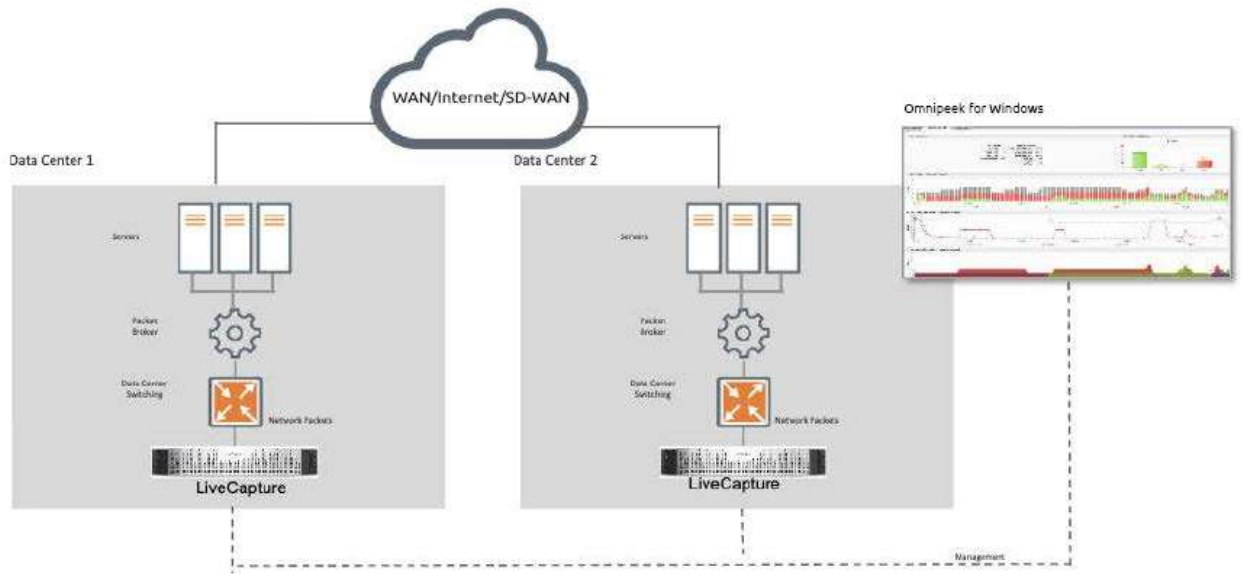 WAN/Internet/SD-WAN
Omnipeek for Windows
Data Center 1
Data Center 2
Servers
Servers
Packet
Broker
Packet
Broker
Data Center
Switching
Data Center
Switching
Network Packets
Network Packets
LiveCapture
LiveCapture
Management